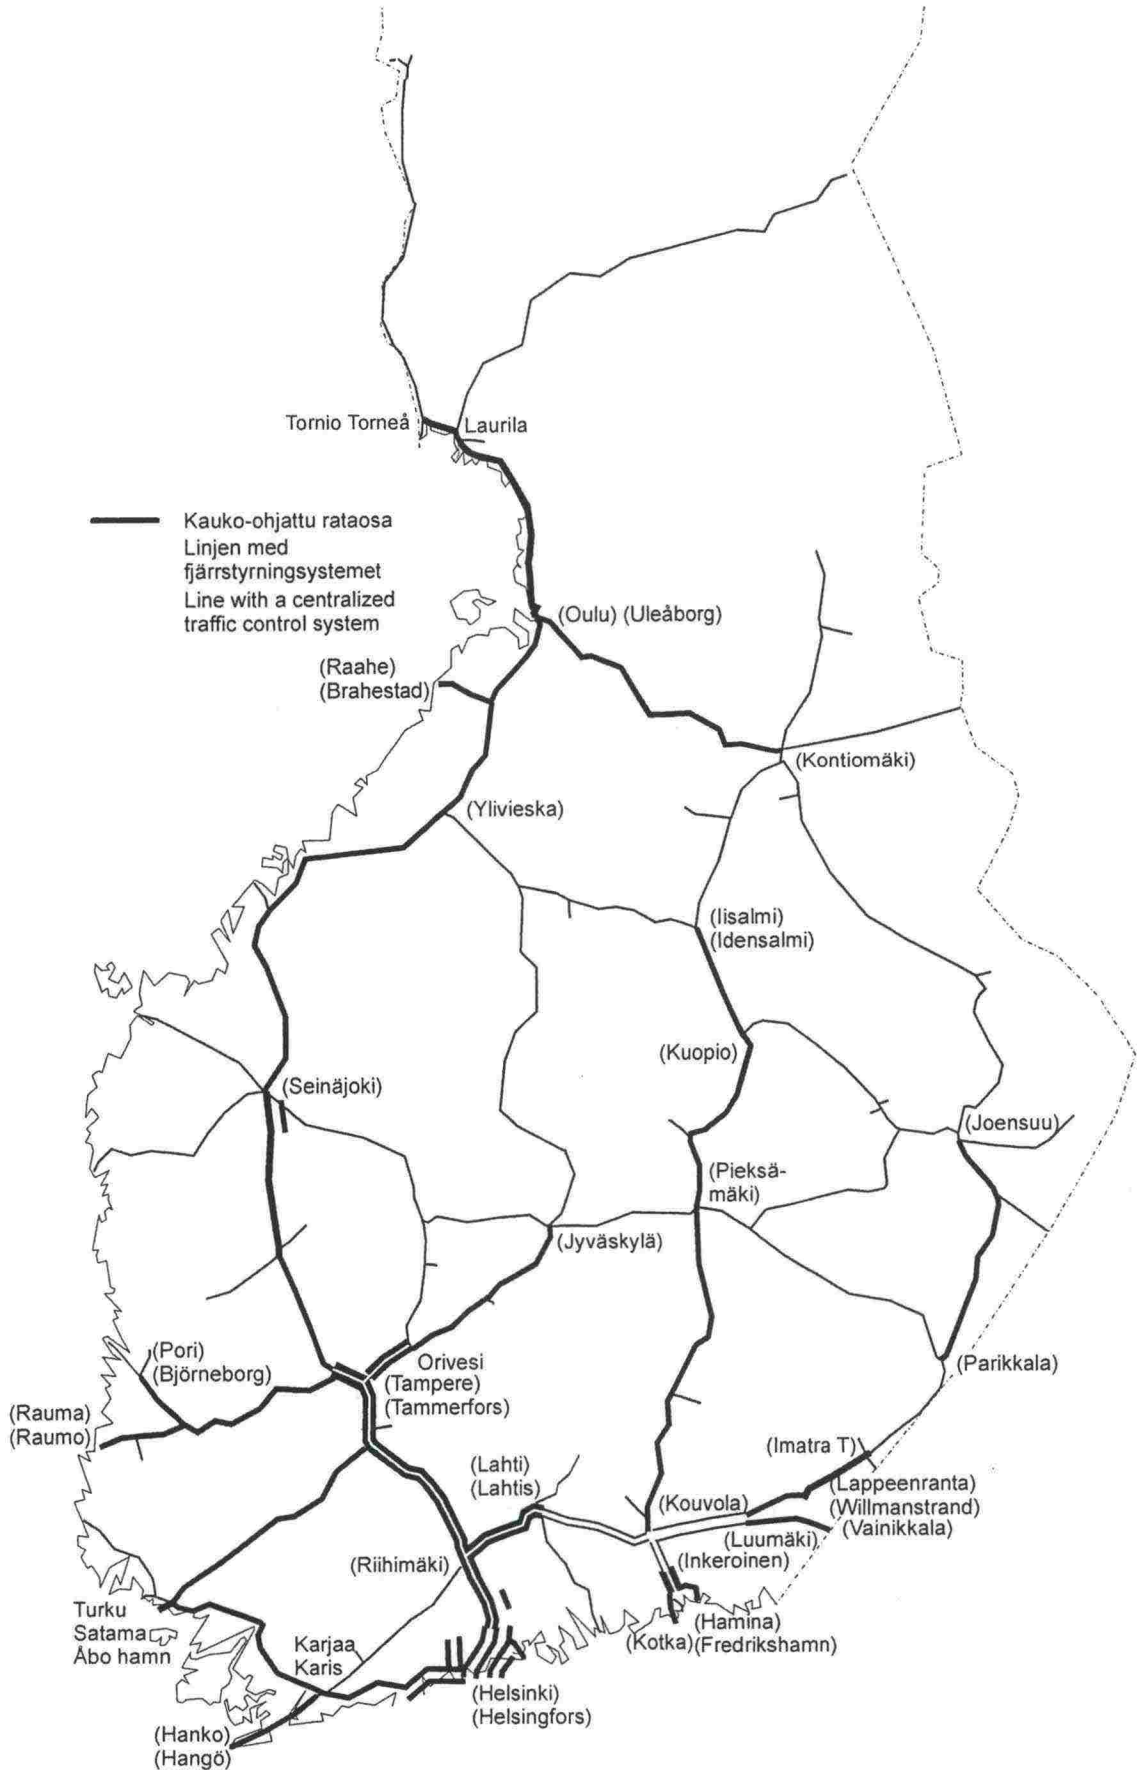 Tornio Torneå
Laurila
Kauko-ohjattu rataosa
Linjen med
fjärrstyrningsystemet
Line with a centralized
traffic control system
(Oulu) (Uleåborg)
(Raahe)
(Brahestad)
(Kontiomäki)
(Ylivieska)
(Iisalmi)
(Idensalmi)
(Kuopio)
(Seinäjoki)
(Joensuu)
(Pieksä-
mäki)
(Jyväskylä)
(Pori)
(Björneborg)
Orivesi
(Tampere)
(Tammerfors)
(Parikkala)
(Rauma)
(Raumo)
(Imatra T)
(Lahti)
(Lahtis)
(Lappeenranta)
(Willmanstrand)
(Kouvola)
(Vainikkala)
(Luumäki)
(Riihimäki)
(Inkeroinen)
Turku
Satama
Åbo hamn
(Hamina)
(Kotka)
(Fredrikshamn)
Karjaa
Karis
(Helsinki)
(Helsingfors)
(Hanko)
(Hangö)